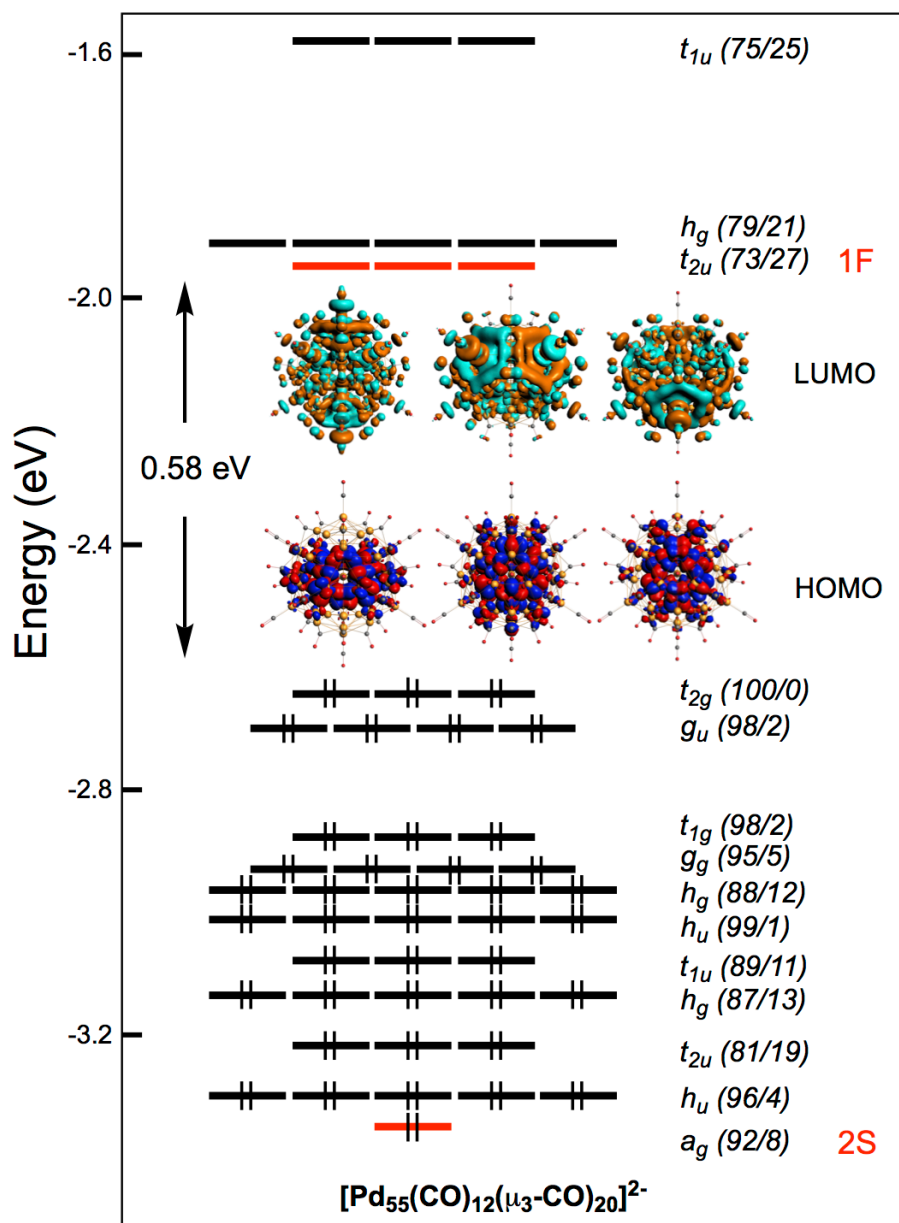 -1.6
t1u (75/25)
hg (79/21)
t2u (73/27) 1F
-2.0
LUMO
0.58 eV
Energy (eV)
-2.4
HOMO
t2g (100/0)
gu (98/2)
-2.8
t1g (98/2)
gg (95/5)
hg (88/12)
hu (99/1)
t1u (89/11)
hg (87/13)
-3.2
t2u (81/19)
hu (96/4)
ag (92/8) 2S
[Pd55(CO)12(μ3-CO)20]2-